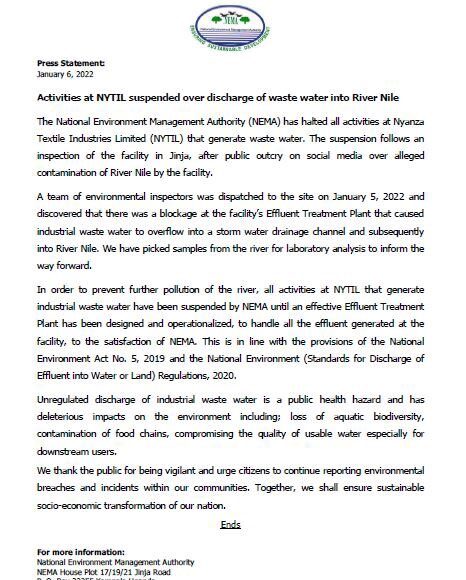 NEMA
National Environment Management Authority
ENSURING SUSTAINABLE DEVELOPMENT
Press Statement:
January 6, 2022
Activities at NYTIL suspended over discharge of waste water into River Nile
The National Environment Management Authority (NEMA) has halted all activities at Nyanza
Textile Industries Limited (NYTIL) that generate waste water. The suspension follows an
inspection of the facility in Jinja, after public outcry on social media over alleged
contamination of River Nile by the facility.
A team of environmental inspectors was dispatched to the site on January 5, 2022 and
discovered that there was a blockage at the facility's Effluent Treatment Plant that caused
industrial waste water to overflow into a storm water drainage channel and subsequently
into River Nile. We have picked samples from the river for laboratory analysis to inform the
way forward.
In order to prevent further pollution of the river, all activities at NYTIL that generate
industrial waste water have been suspended by NEMA until an effective Effluent Treatment
Plant has been designed and operationalized, to handle all the effluent generated at the
facility, to the satisfaction of NEMA. This is in line with the provisions of the National
Environment Act No. 5, 2019 and the National Environment (Standards for Discharge of
Effluent into Water or Land) Regulations, 2020.
Unregulated discharge of industrial waste water is a public health hazard and has
deleterious impacts on the environment including; loss of aquatic biodiversity,
contamination of food chains, compromising the quality of usable water especially for
downstream users.
We thank the public for being vigilant and urge citizens to continue reporting environmental
breaches and incidents within our communities. Together, we shall ensure sustainable
socio-economic transformation of our nation.
Ends
For more information:
National Environment Management Authority
NEMA House Plot 17/19/21 Jinja Road